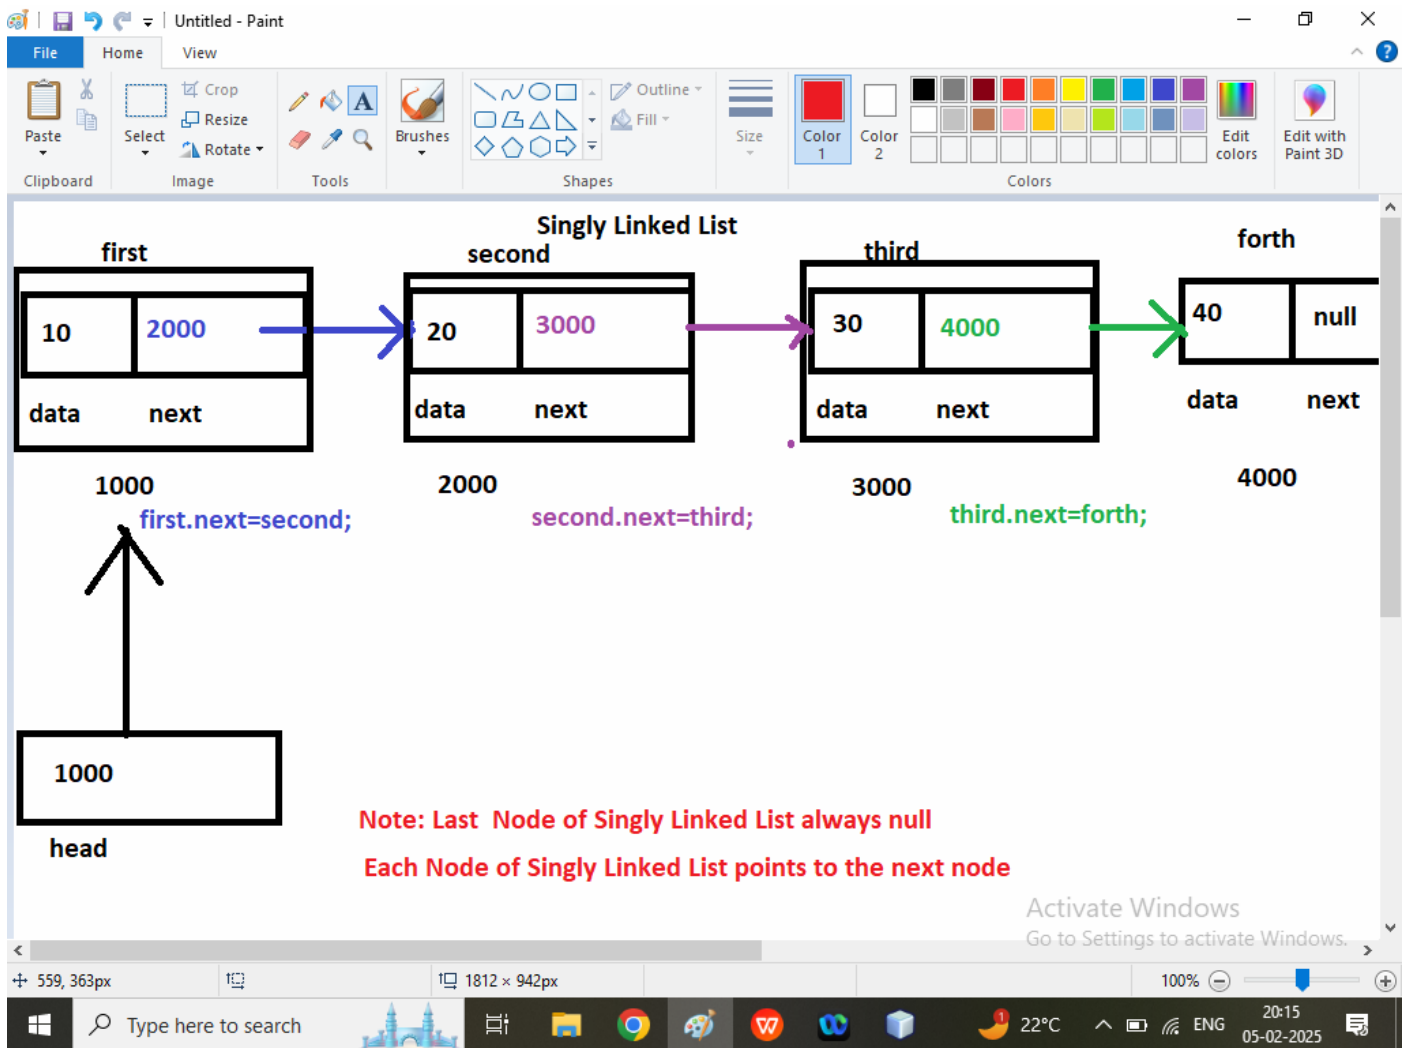 Untitled - Paint
File Home View
Paste
Select
Crop
Resize
Rotate
A
Brushes
Outline
Fill
Size
Color 1
Color 2
Edit colors
Edit with Paint 3D
Clipboard Image Tools Shapes Colors
Singly Linked List
first second third forth
10 2000 20 3000 30 4000 40 null
data next data next data next data next
1000 2000 3000 4000
first.next=second; second.next=third; third.next=forth;
1000
head
Note: Last Node of Singly Linked List always null
Each Node of Singly Linked List points to the next node
Activate Windows
Go to Settings to activate Windows.
559, 363px 1812 × 942px 100%
Type here to search
1 22°C ENG
20:15
05-02-2025